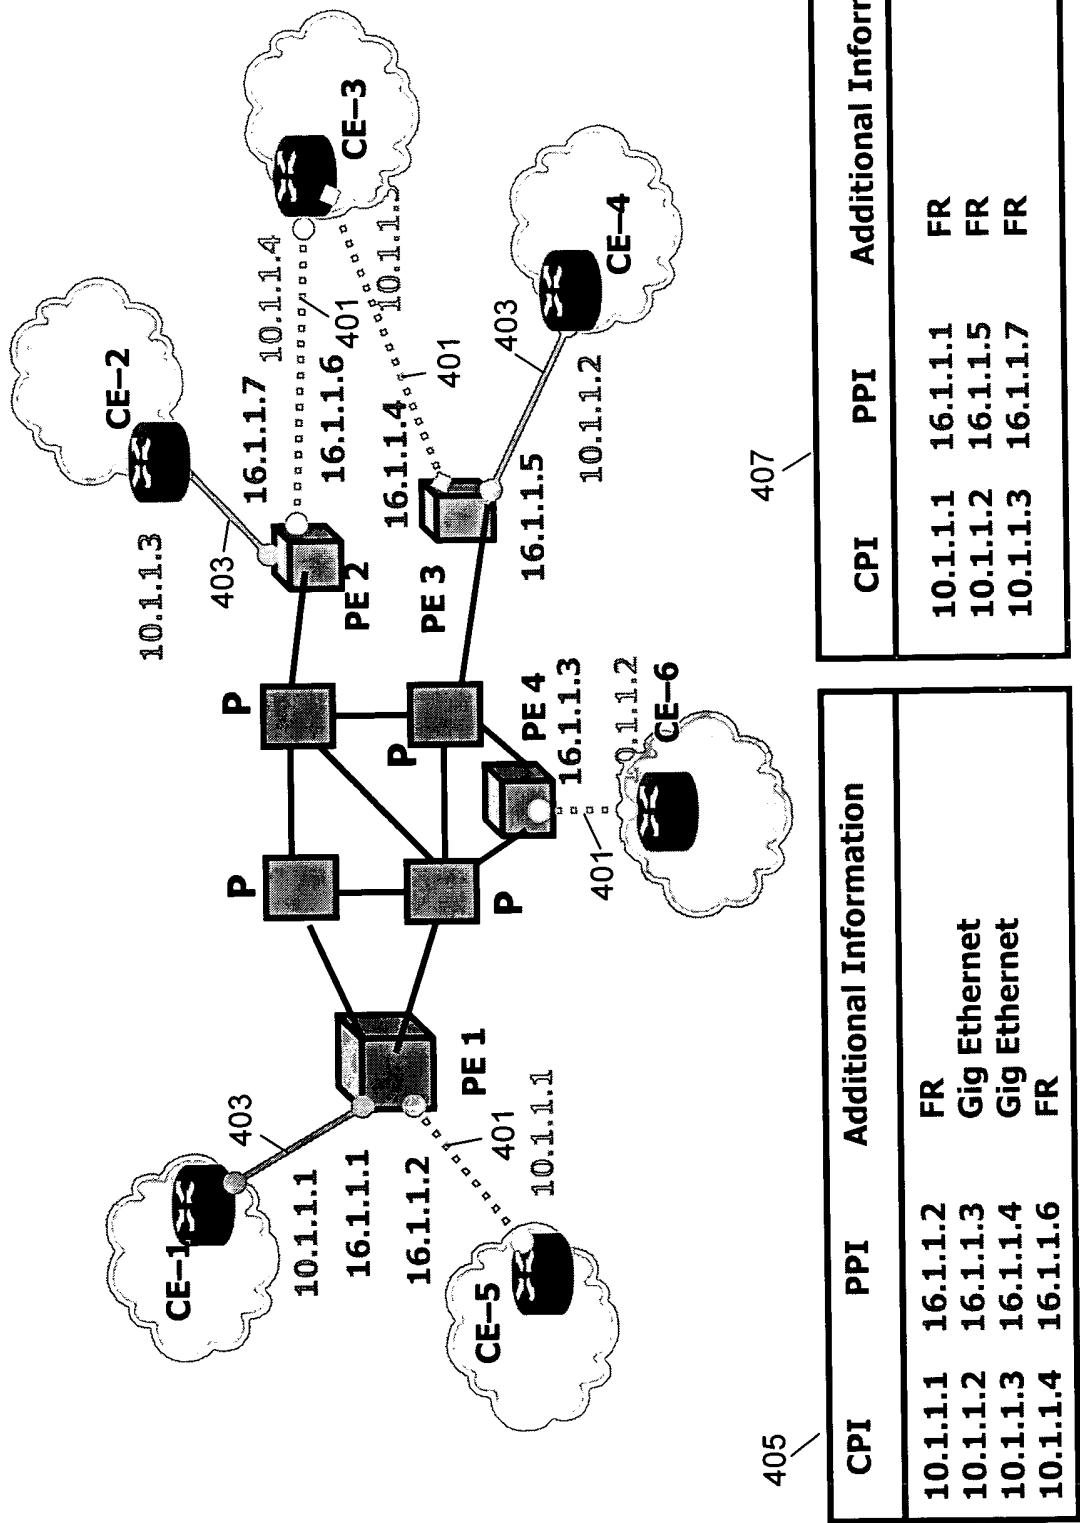 CE–2
10.1.1.3
403
16.1.1.7
10.1.1.4
401
16.1.1.6
CE–3
PE 2
P
P
CE–1
403
10.1.1.1
16.1.1.1
16.1.1.2
PE 1
401
10.1.1.1
CE–5
P
P
PE 3
16.1.1.4
401
16.1.1.5
403
10.1.1.2
CE–4
PE 4
16.1.1.3
401
CE–6
405
CPI PPI Additional Information
10.1.1.1 16.1.1.2 FR
10.1.1.2 16.1.1.3 Gig Ethernet
10.1.1.3 16.1.1.4 Gig Ethernet
10.1.1.4 16.1.1.6 FR
407
CPI PPI Additional
10.1.1.1 16.1.1.1 FR
10.1.1.2 16.1.1.5 FR
10.1.1.3 16.1.1.7 FR